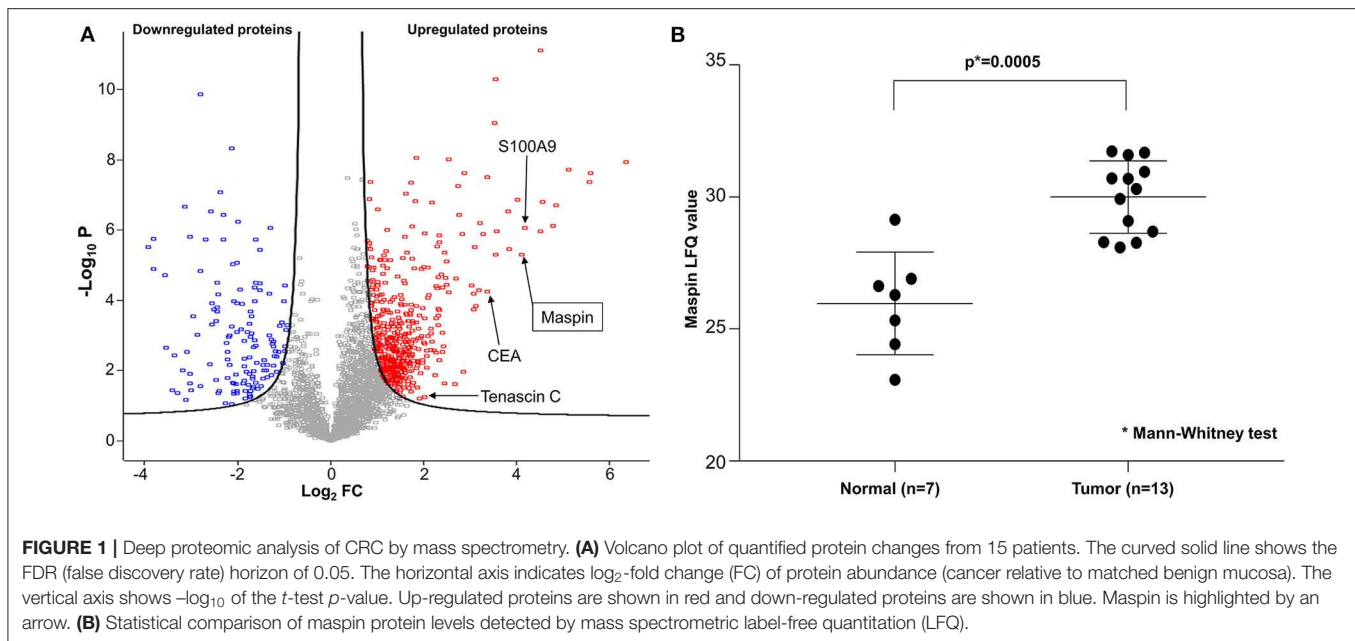 A
Downregulated proteins
Upregulated proteins
10
8
6
4
2
0
-Log10 P
S100A9
Maspin
CEA
Tenascin C
-4
-2
0
2
4
6
Log2 FC
B
p*=0.0005
35
30
25
20
Maspin LFQ value
* Mann-Whitney test
Normal (n=7)
Tumor (n=13)
FIGURE 1 | Deep proteomic analysis of CRC by mass spectrometry. (A) Volcano plot of quantified protein changes from 15 patients. The curved solid line shows the
FDR (false discovery rate) horizon of 0.05. The horizontal axis indicates log2-fold change (FC) of protein abundance (cancer relative to matched benign mucosa). The
vertical axis shows –log10 of the t-test p-value. Up-regulated proteins are shown in red and down-regulated proteins are shown in blue. Maspin is highlighted by an
arrow. (B) Statistical comparison of maspin protein levels detected by mass spectrometric label-free quantitation (LFQ).